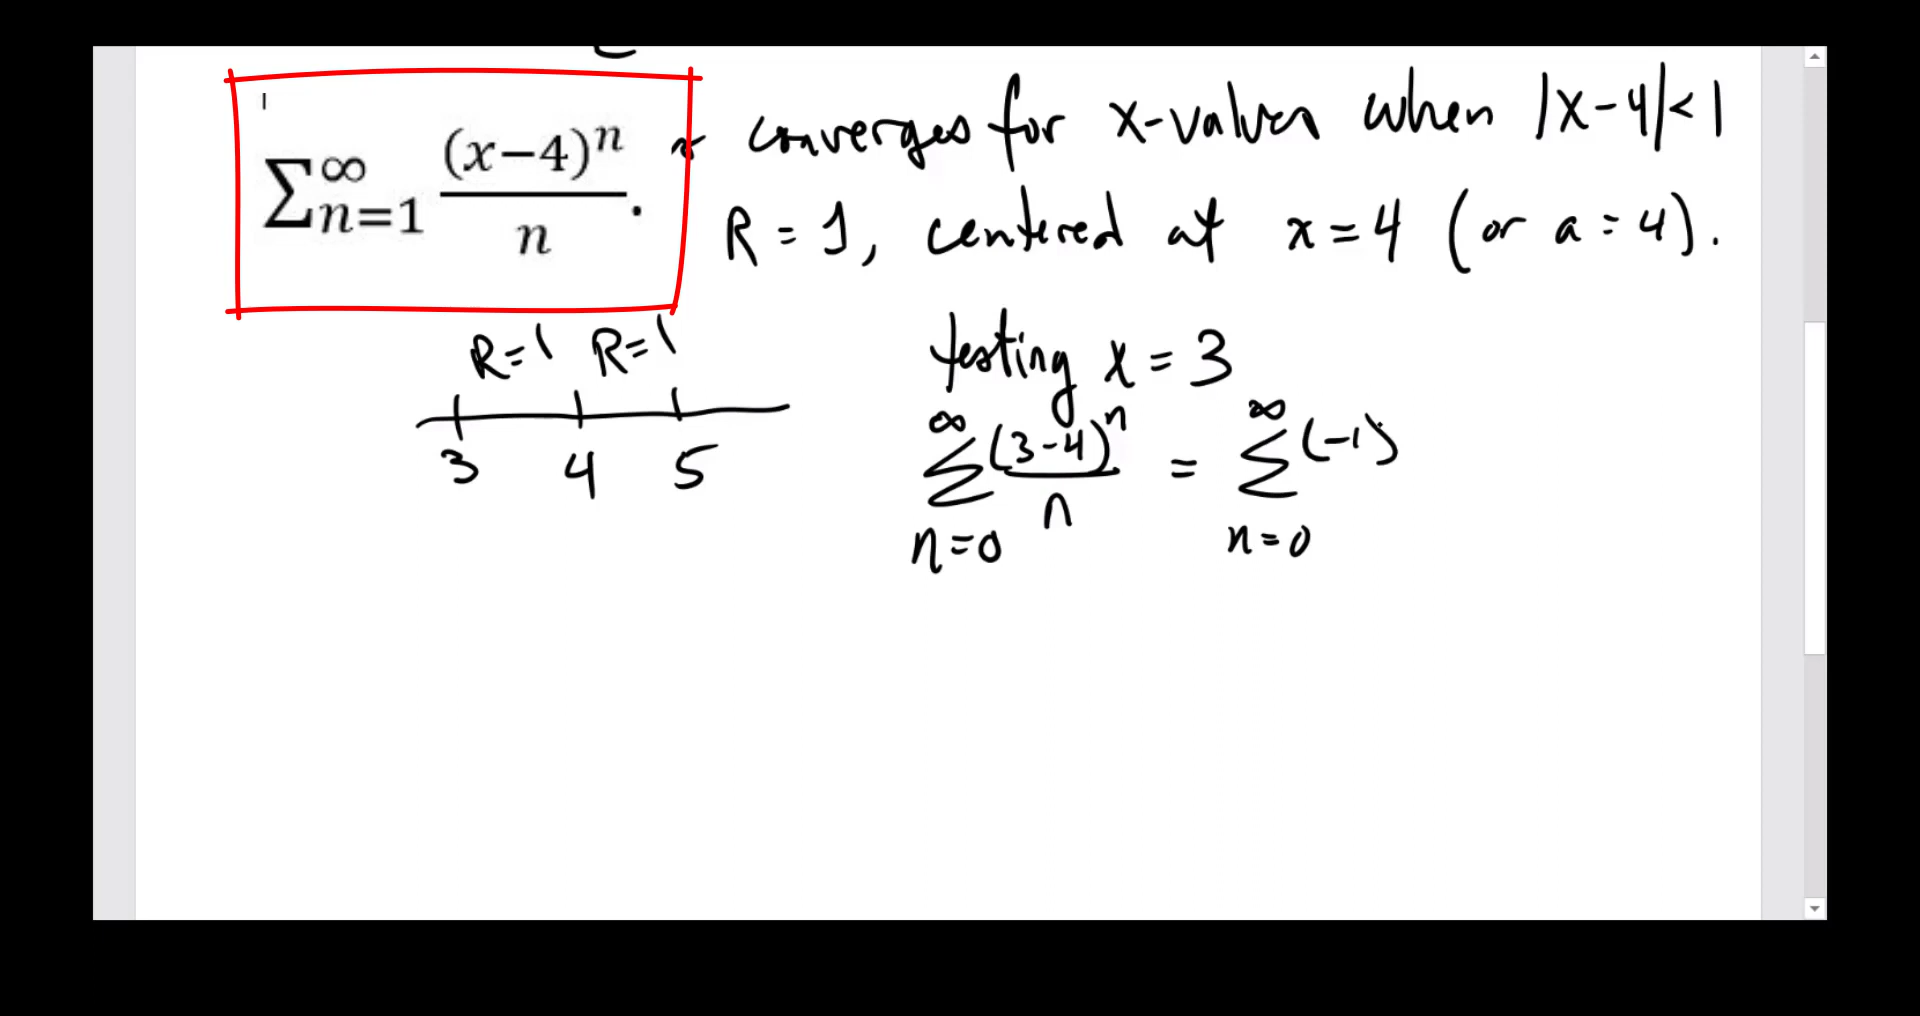 ∑_{n=1}^{∞} (x−4)^n / n .
converges for x-values when |x-4|<1
R = 1, centered at x=4 (or a=4).
R=1 R=1
3 4 5
testing x = 3
∑_{n=0}^{∞} (3-4)^n / n = ∑_{n=0}^{∞} (-1)